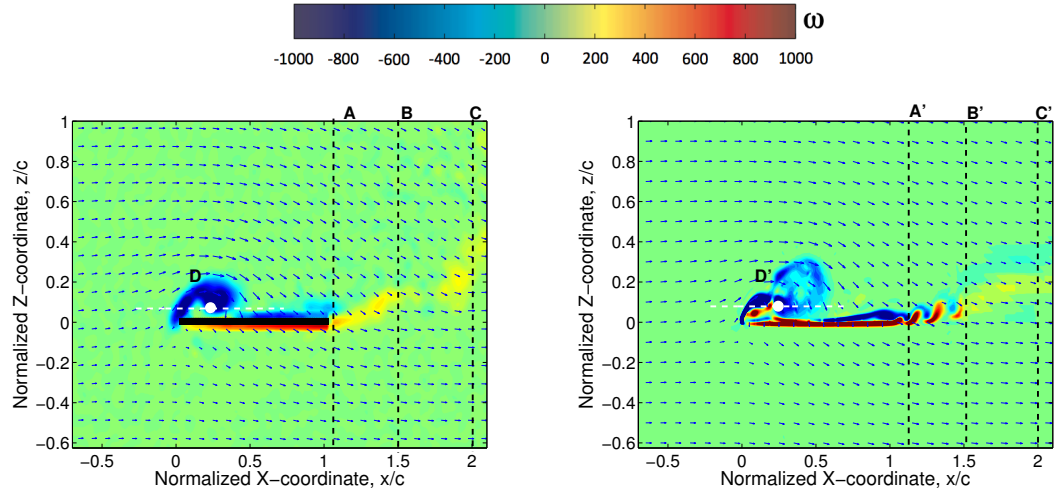 ω
-1000 -800 -600 -400 -200 0 200 400 600 800 1000
A B C
1
0.8
0.6
0.4
0.2
0
−0.2
−0.4
−0.6
D
Normalized Z−coordinate, z/c
−0.5 0 0.5 1 1.5 2
Normalized X−coordinate, x/c
A' B' C'
1
0.8
0.6
0.4
0.2
0
−0.2
−0.4
−0.6
D'
Normalized Z−coordinate, z/c
−0.5 0 0.5 1 1.5 2
Normalized X−coordinate, x/c